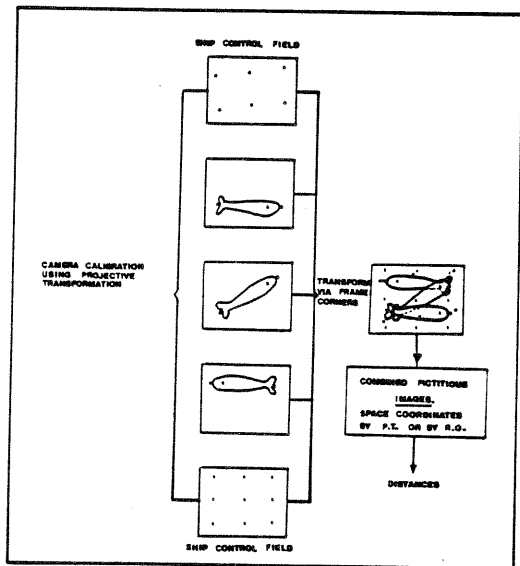 SHIP CONTROL FIELD
CAMERA CALIBRATION
USING PROJECTIVE
TRANSFORMATION
TRANSFORM
VIA FRAME
CORNERS
COMBINED FICTITIOUS
IMAGES.
SPACE COORDINATES
BY P.T. OR BY R.O.
DISTANCES
SHIP CONTROL FIELD